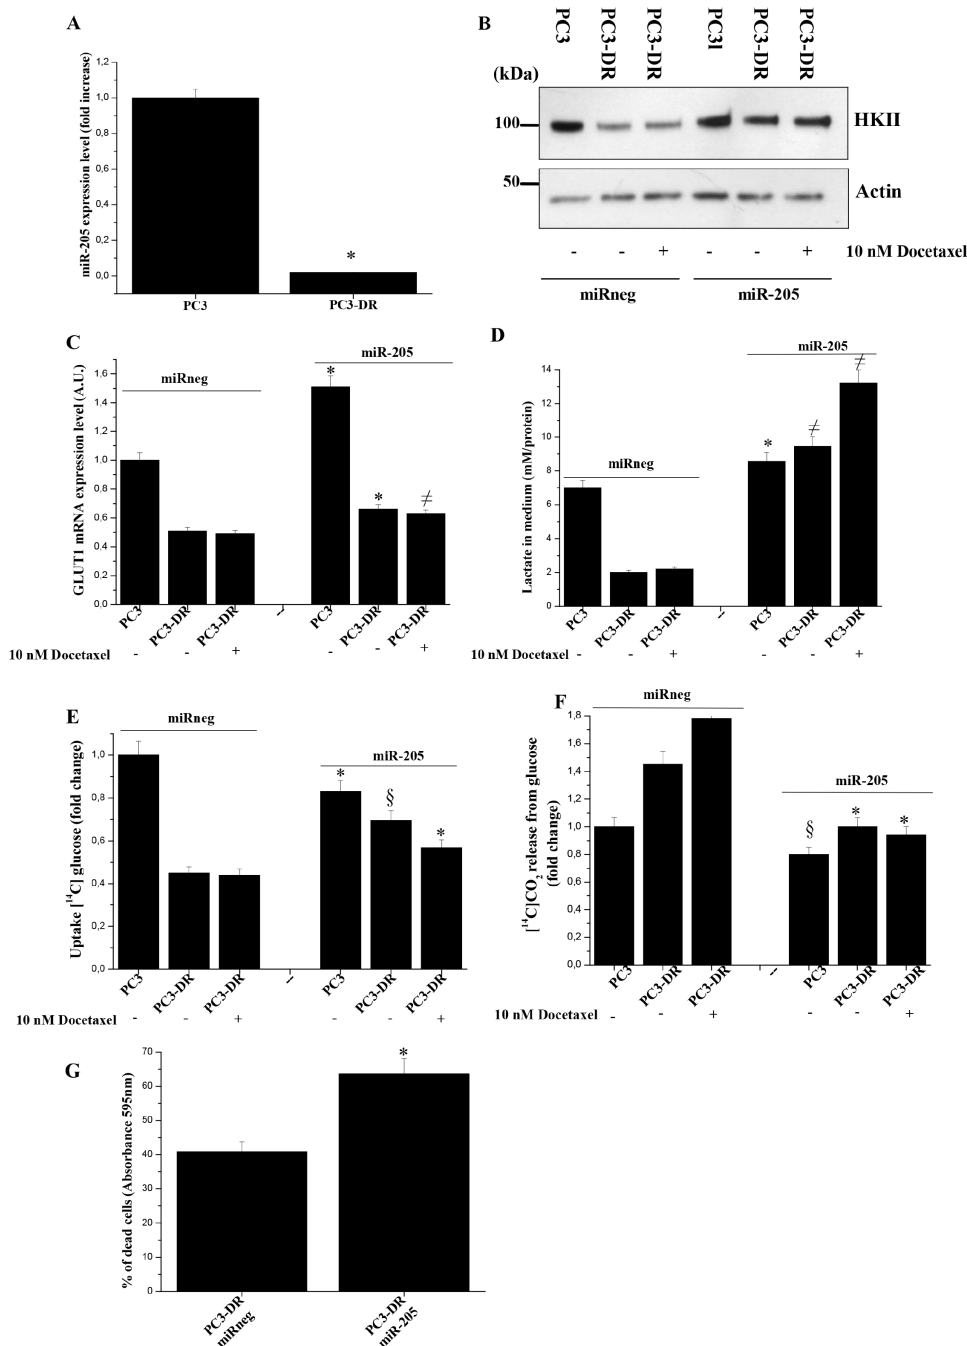 A
miR-205 expression level (fold increase)
1,2
1,0
0,8
0,6
0,4
0,2
0,0
*
PC3
PC3-DR
B
PC3
PC3-DR
PC3-DR
PC3l
PC3-DR
PC3-DR
(kDa)
100
HKII
50
Actin
- - + - - + 10 nM Docetaxel
miRneg
miR-205
C
GLUT1 mRNA expression level (A.U.)
1,6
1,4
1,2
1,0
0,8
0,6
0,4
0,2
0,0
miRneg
miR-205
*
*
≠
PC3
PC3-DR
PC3-DR
--
PC3
PC3-DR
PC3-DR
10 nM Docetaxel - - + - - +
D
Lactate in medium (mM/protein)
14
12
10
8
6
4
2
0
miRneg
miR-205
*
≠
≠
PC3
PC3-DR
PC3-DR
--
PC3
PC3-DR
PC3-DR
10 nM Docetaxel - - + - - +
E
Uptake [14C] glucose (fold change)
1,0
0,8
0,6
0,4
0,2
0,0
miRneg
miR-205
*
§
*
PC3
PC3-DR
PC3-DR
--
PC3
PC3-DR
PC3-DR
10 nM Docetaxel - - + - - +
F
[14C]CO2 release from glucose
(fold change)
1,8
1,6
1,4
1,2
1,0
0,8
0,6
0,4
0,2
0,0
miRneg
miR-205
§
*
*
PC3
PC3-DR
PC3-DR
--
PC3
PC3-DR
PC3-DR
10 nM Docetaxel - - + - - +
G
% of dead cells (Absorbance 595nm)
70
60
50
40
30
20
10
0
*
PC3-DR
miRneg
PC3-DR
miR-205